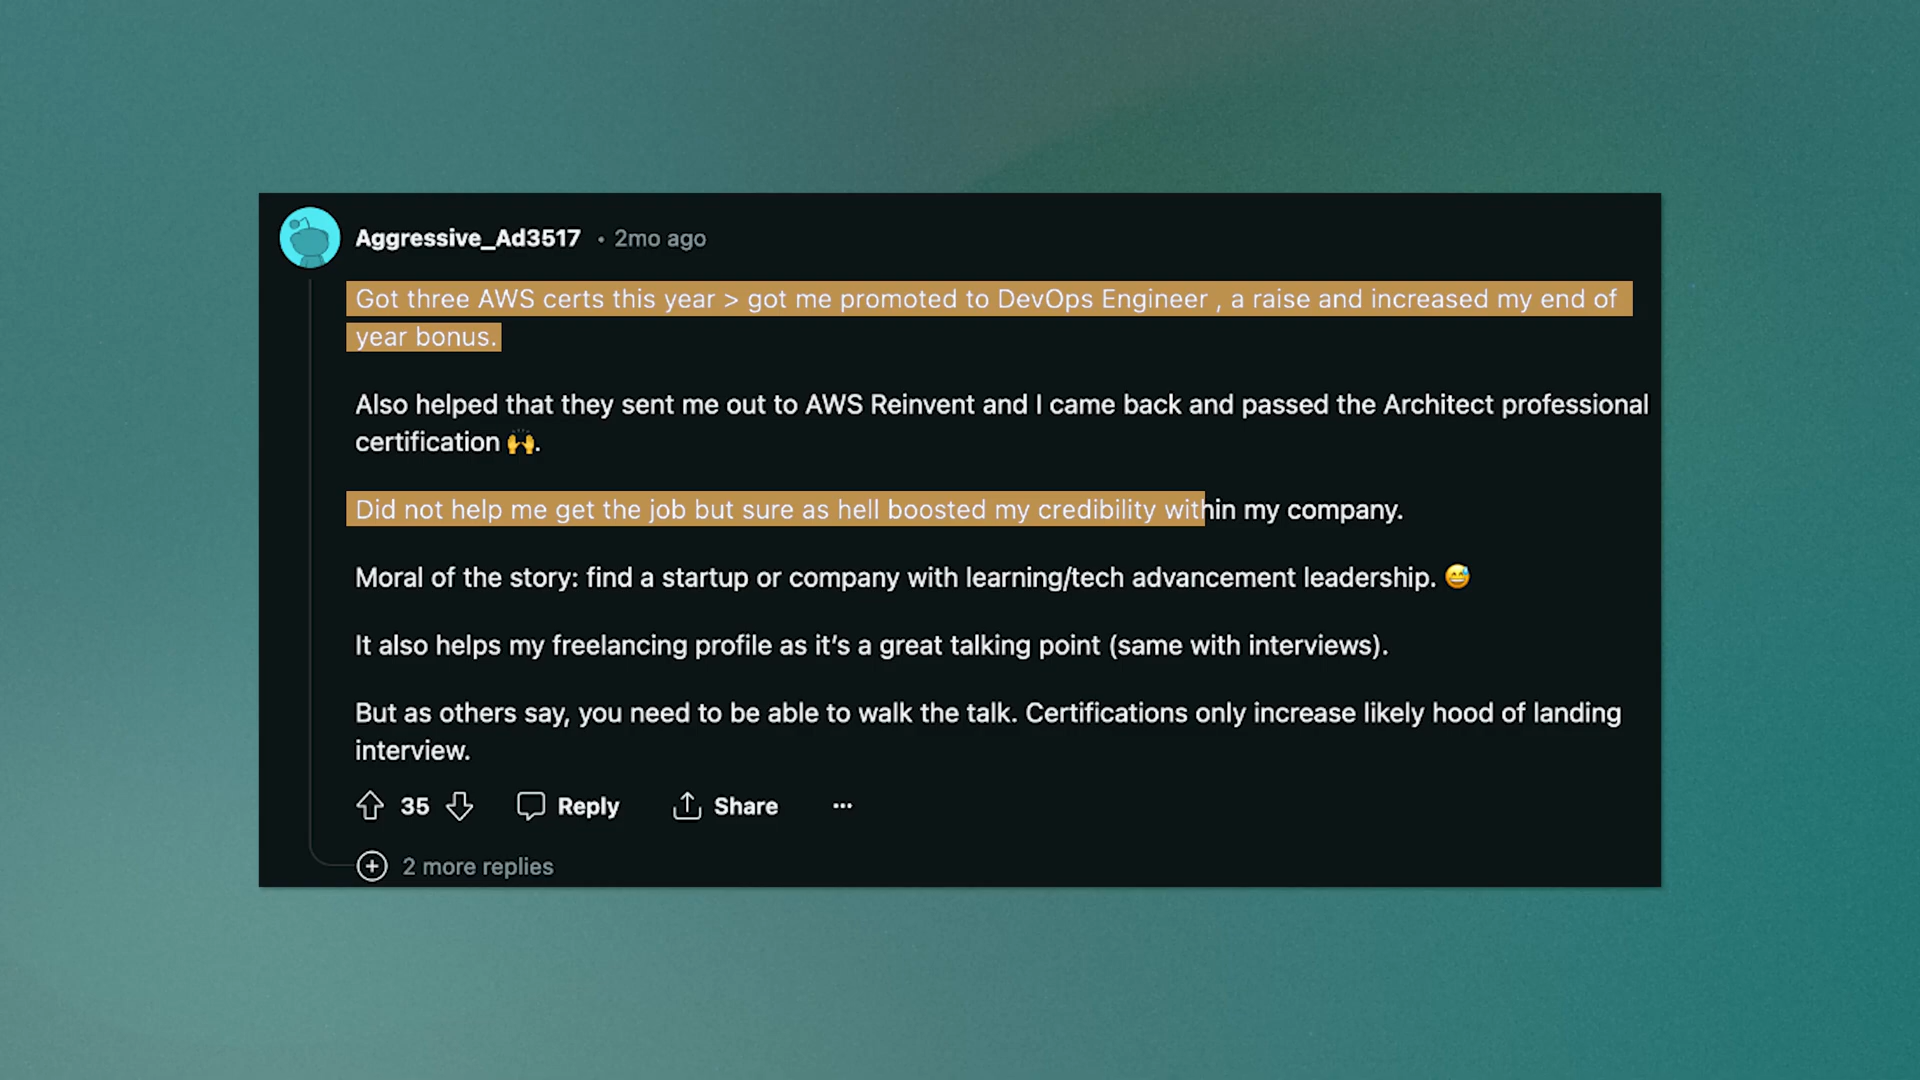 Aggressive_Ad3517 • 2mo ago
Got three AWS certs this year > got me promoted to DevOps Engineer , a raise and increased my end of
year bonus.
Also helped that they sent me out to AWS Reinvent and I came back and passed the Architect professional
certification 🙌.
Did not help me get the job but sure as hell boosted my credibility within my company.
Moral of the story: find a startup or company with learning/tech advancement leadership. 😅
It also helps my freelancing profile as it’s a great talking point (same with interviews).
But as others say, you need to be able to walk the talk. Certifications only increase likely hood of landing
interview.
35 Reply Share ...
2 more replies